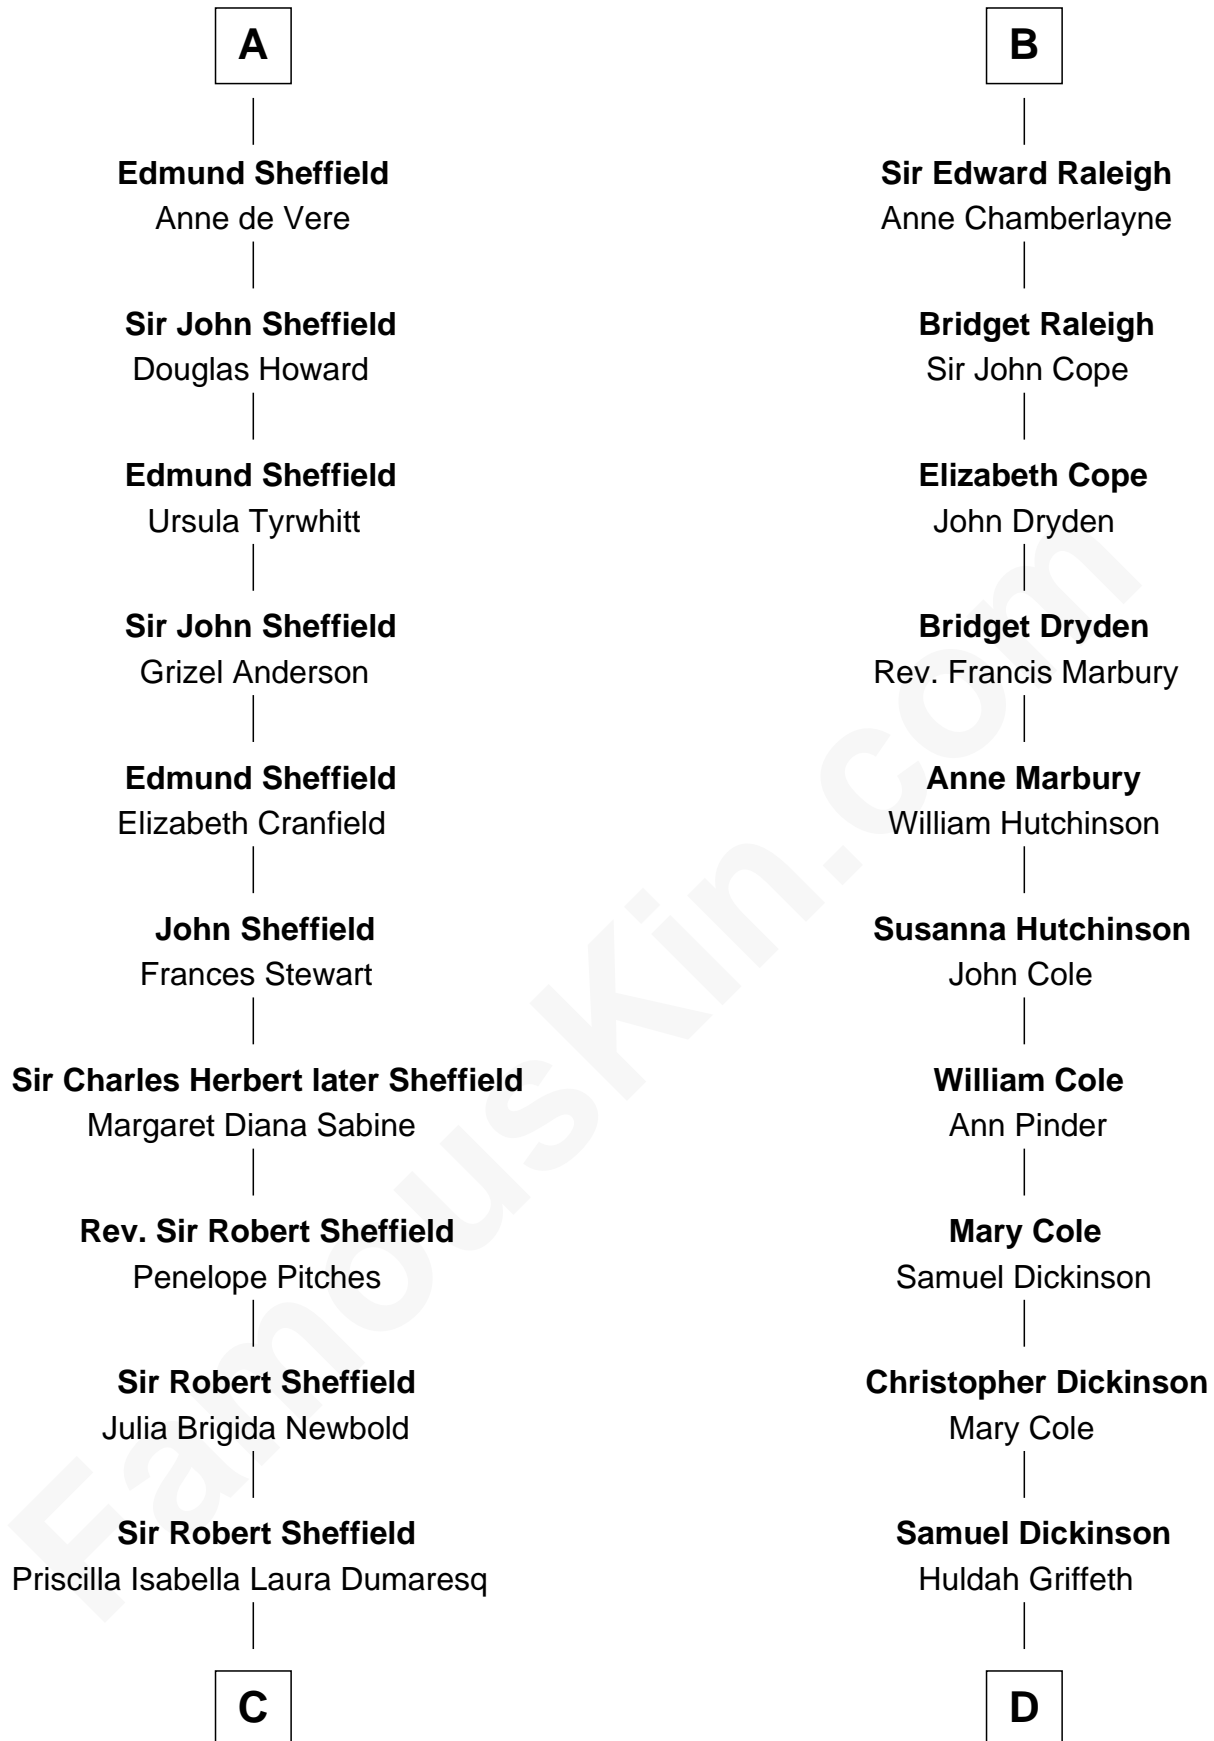 A
Edmund Sheffield
Anne de Vere
Sir John Sheffield
Douglas Howard
Edmund Sheffield
Ursula Tyrwhitt
Sir John Sheffield
Grizel Anderson
Edmund Sheffield
Elizabeth Cranfield
John Sheffield
Frances Stewart
Sir Charles Herbert later Sheffield
Margaret Diana Sabine
Rev. Sir Robert Sheffield
Penelope Pitches
Sir Robert Sheffield
Julia Brigida Newbold
Sir Robert Sheffield
Priscilla Isabella Laura Dumaresq
C
B
Sir Edward Raleigh
Anne Chamberlayne
Bridget Raleigh
Sir John Cope
Elizabeth Cope
John Dryden
Bridget Dryden
Rev. Francis Marbury
Anne Marbury
William Hutchinson
Susanna Hutchinson
John Cole
William Cole
Ann Pinder
Mary Cole
Samuel Dickinson
Christopher Dickinson
Mary Cole
Samuel Dickinson
Huldah Griffeth
D
FamousKin.com